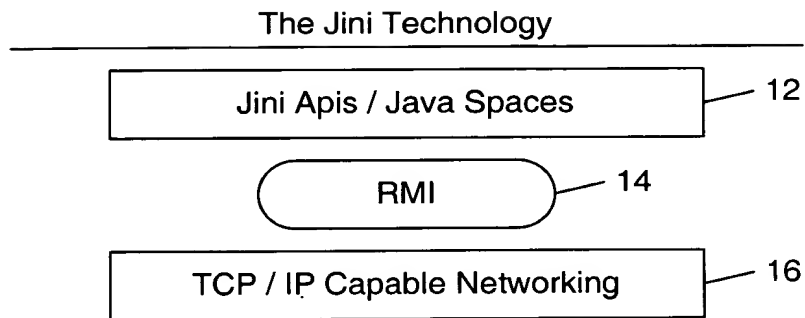 The Jini Technology
Jini Apis / Java Spaces
12
RMI
14
TCP / IP Capable Networking
16